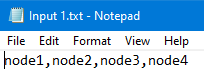 Input 1.txt - Notepad
File Edit Format View Help
node1,node2,node3,node4